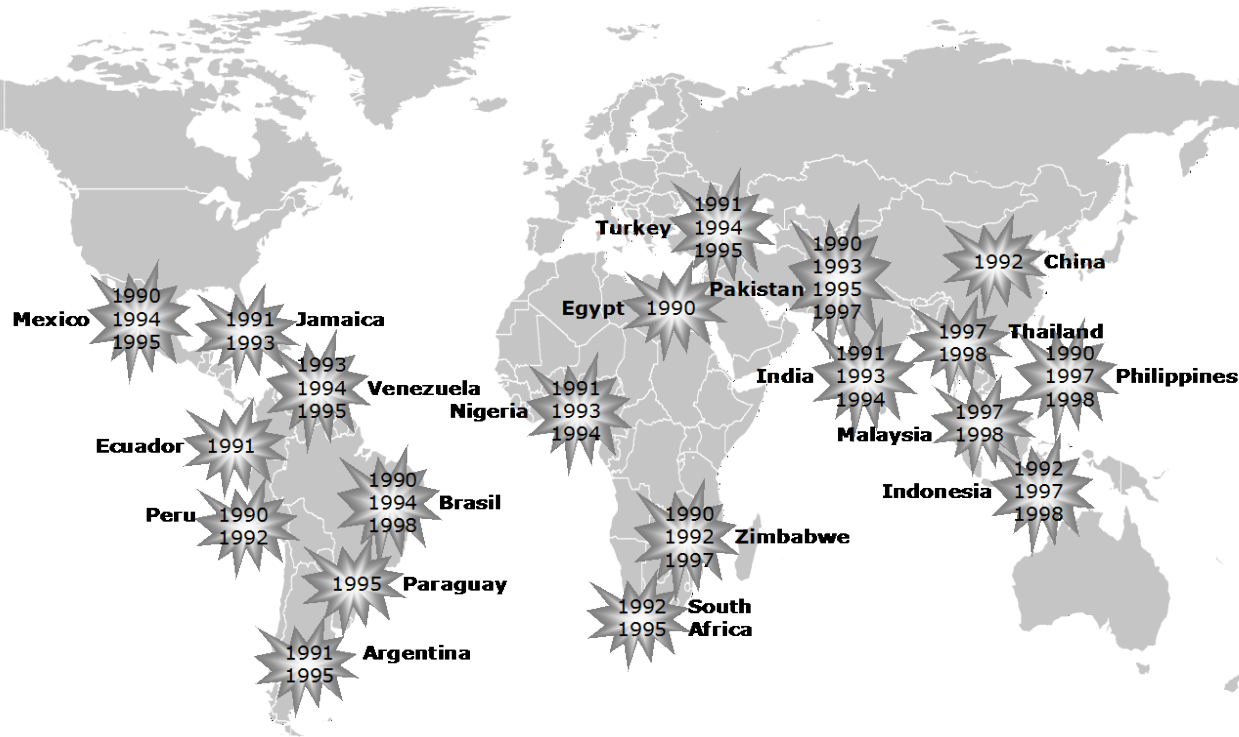 1991
Turkey 1994
1995
1990
1993
Pakistan 1995
1997
1992 China
Egypt 1990
1990
Mexico 1994
1995
1991 Jamaica
1993
1993
1994 Venezuela
1995
1991
Nigeria 1993
1994
1991
India 1993
1994
1997 Thailand
1998
1990
1997 Philippines
1998
1997
Malaysia 1998
Ecuador 1991
1992
Indonesia 1997
1998
1990
1994 Brasil
1998
Peru 1990
1992
1990
1992 Zimbabwe
1997
1995 Paraguay
1992 South
1995 Africa
1991 Argentina
1995